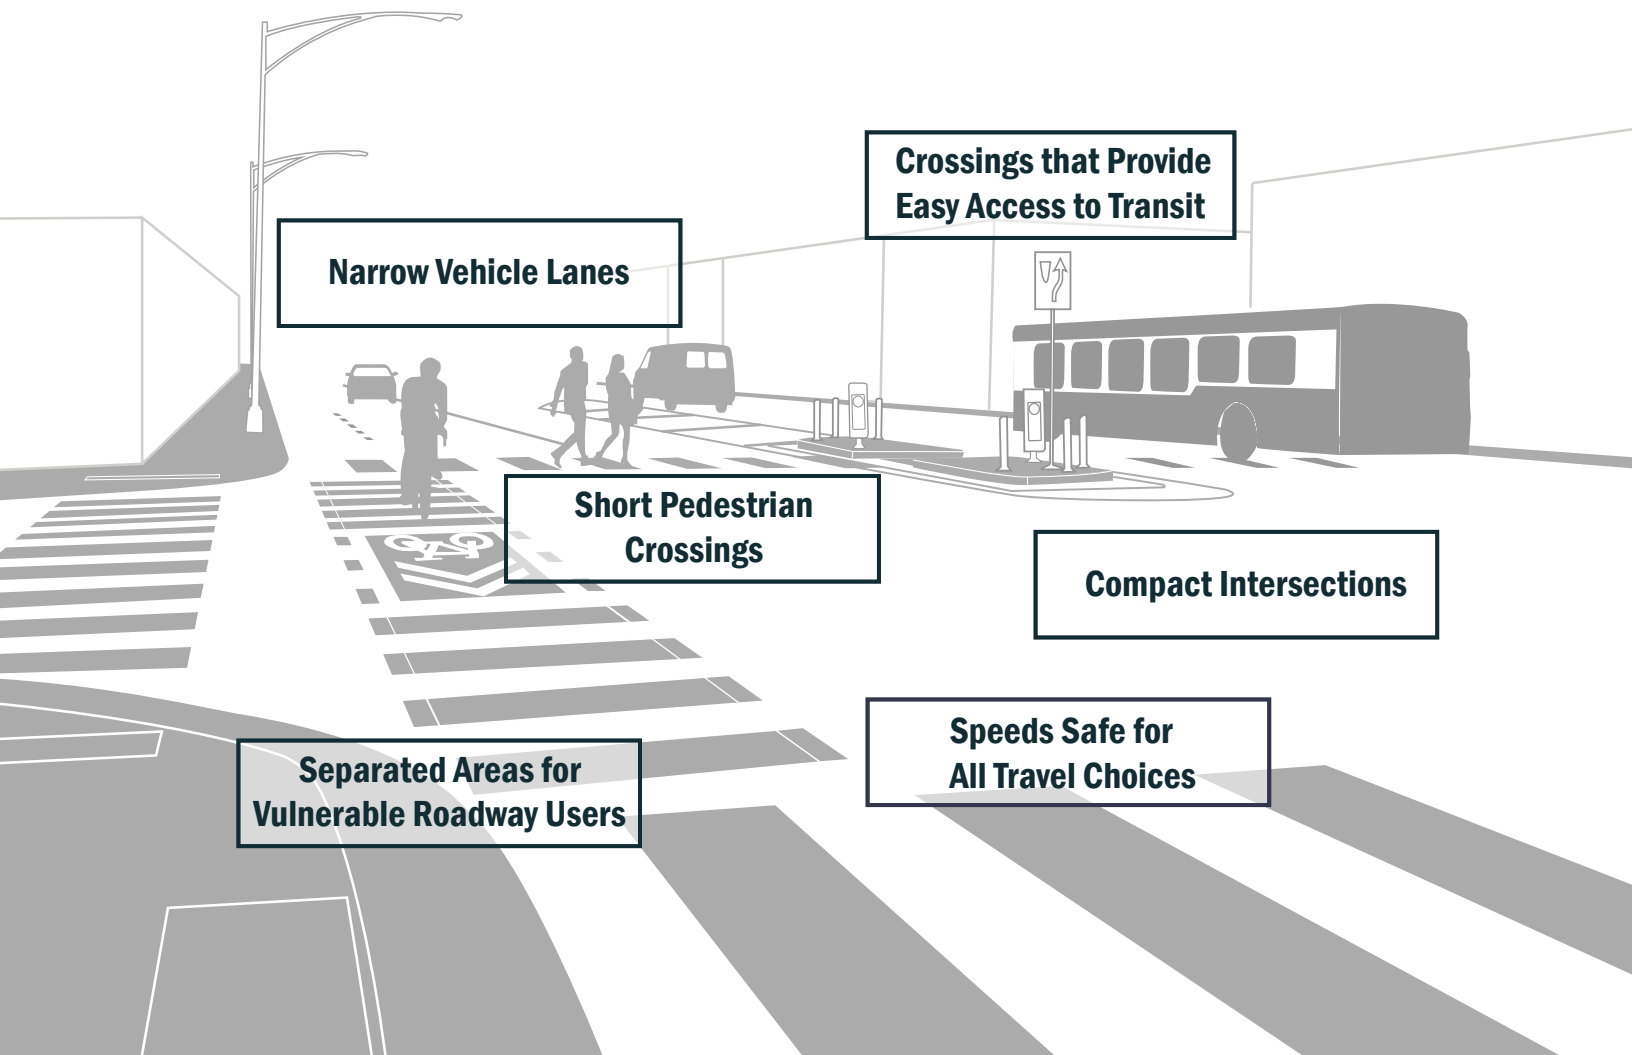 Crossings that Provide
Easy Access to Transit
Narrow Vehicle Lanes
Short Pedestrian
Crossings
Compact Intersections
Speeds Safe for
All Travel Choices
Separated Areas for
Vulnerable Roadway Users